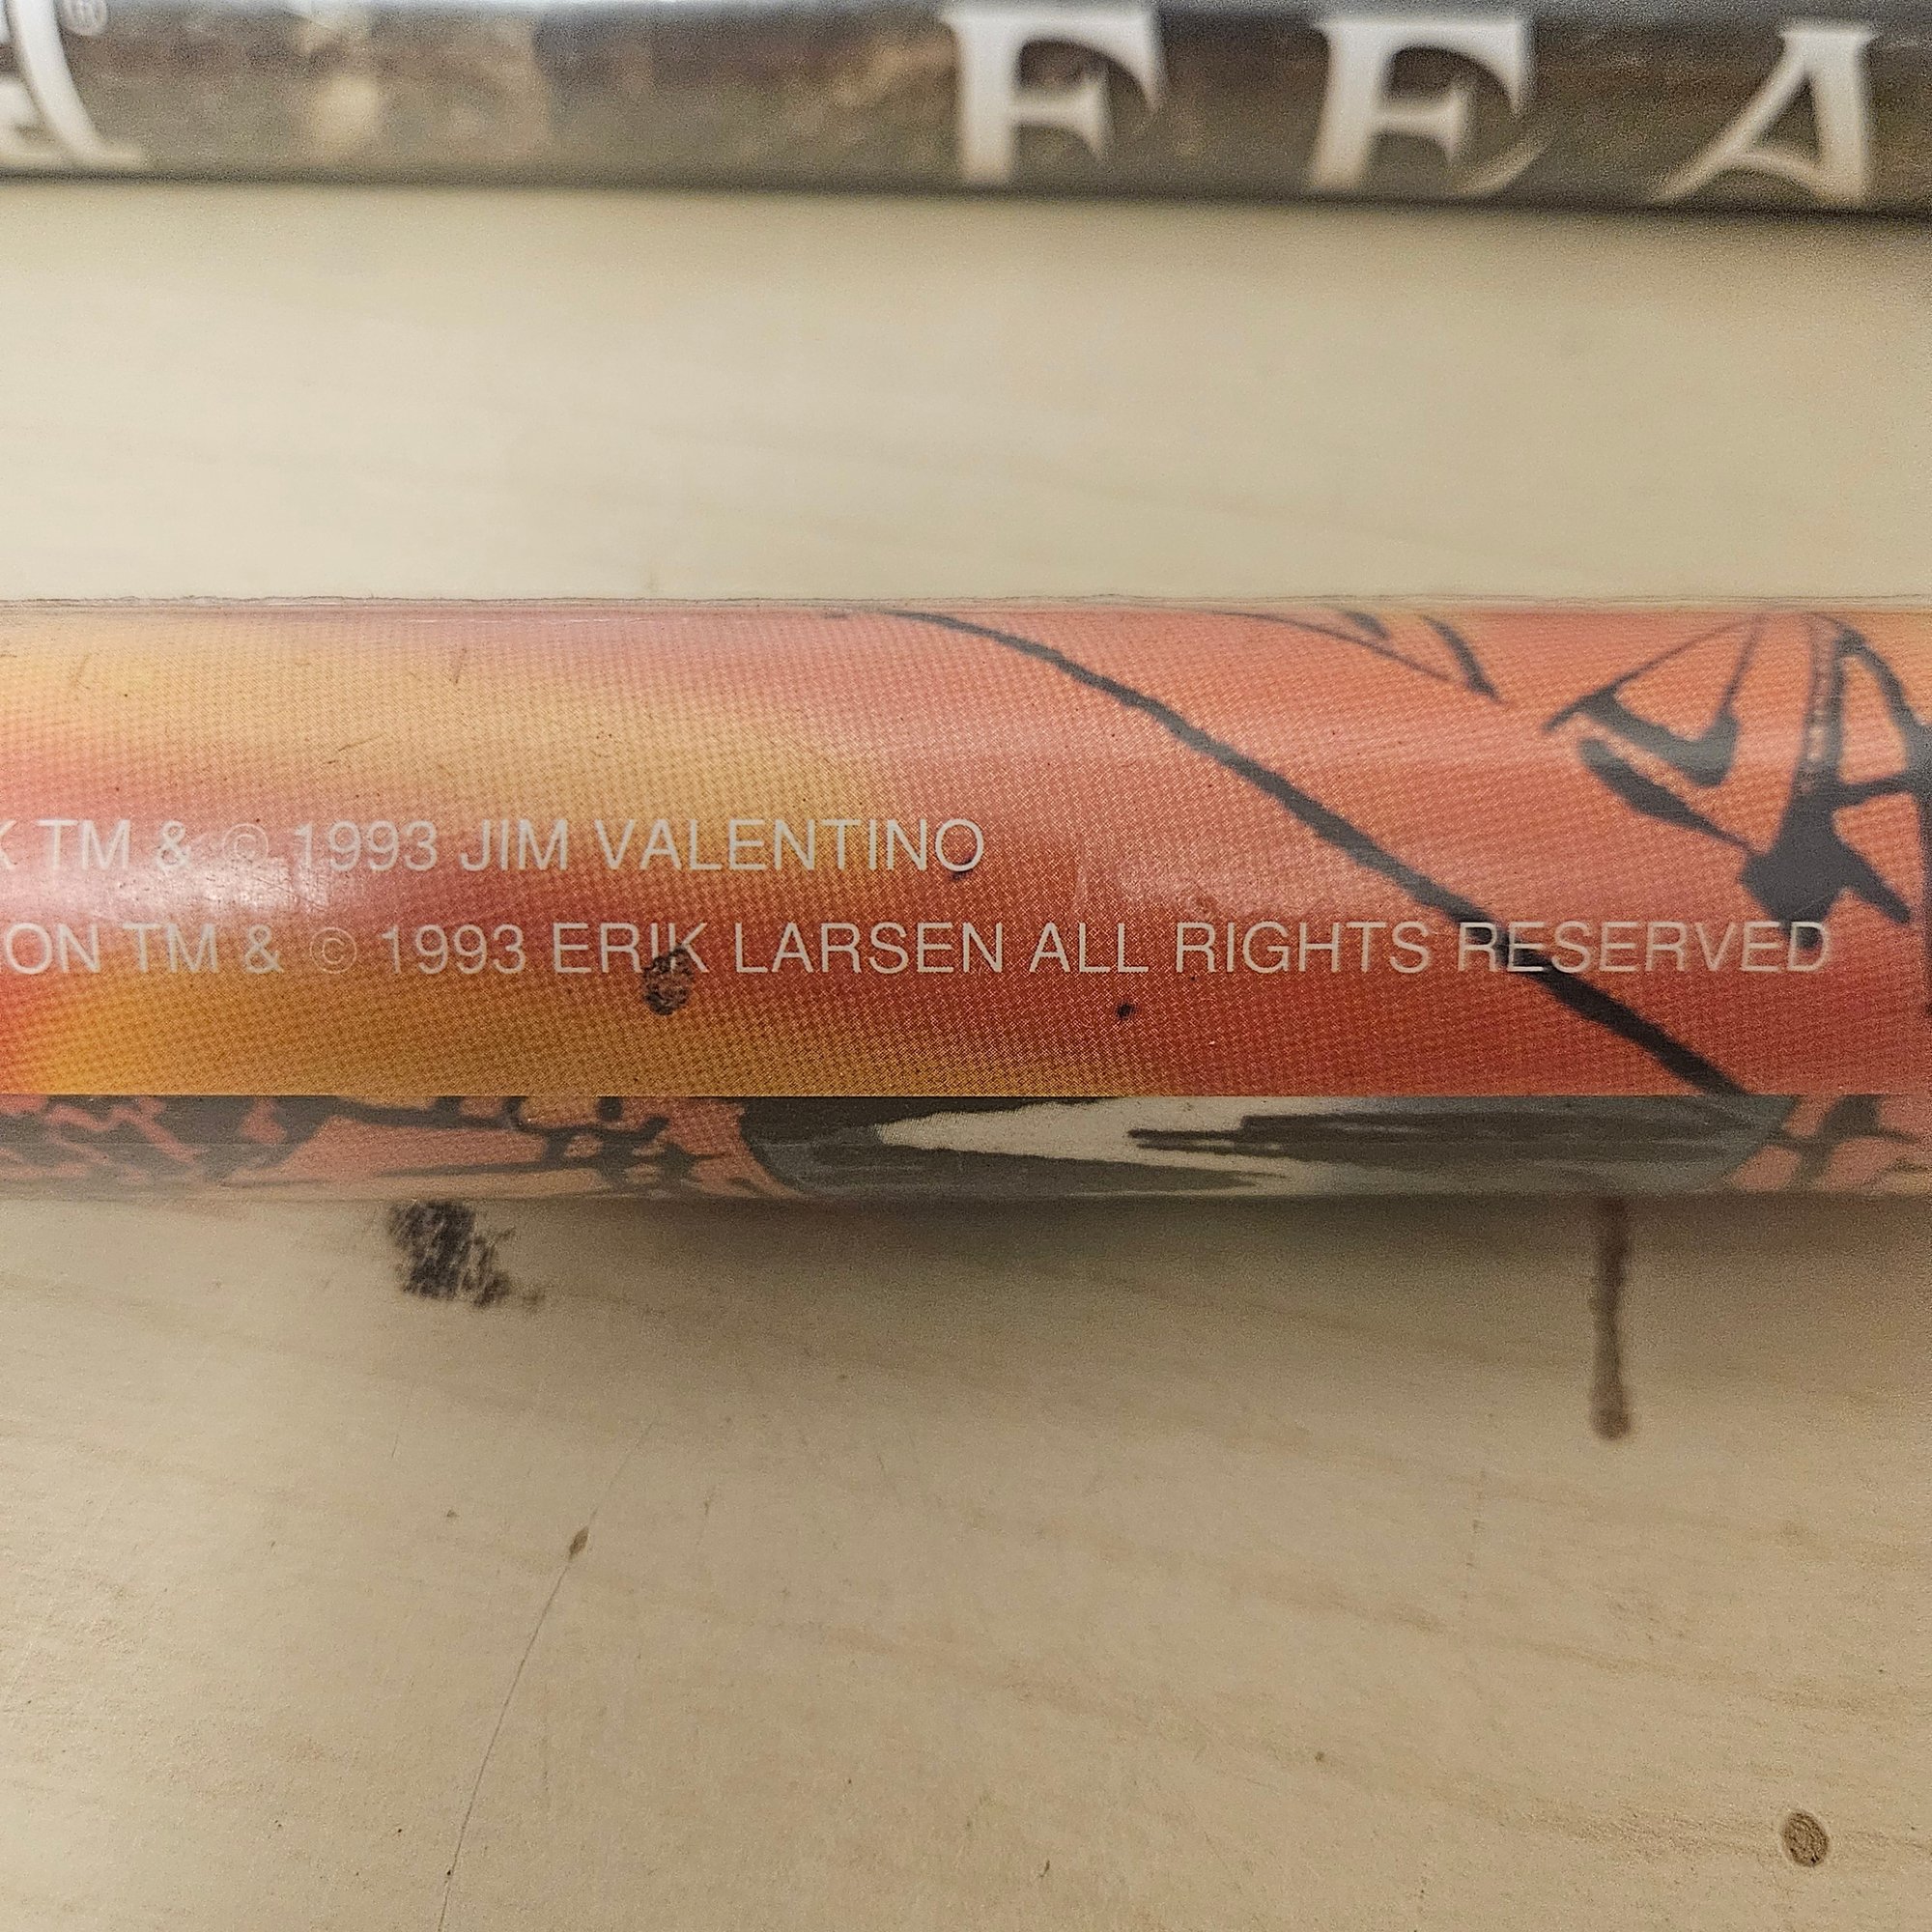 ® F E A
K TM & © 1993 JIM VALENTINO
ON TM & © 1993 ERIK LARSEN ALL RIGHTS RESERVED